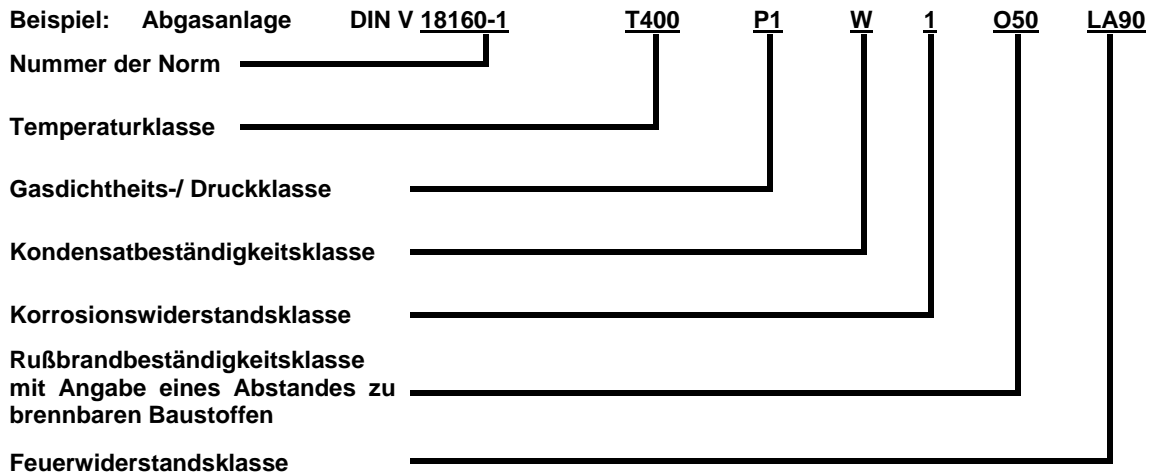 Beispiel: Abgasanlage DIN V 18160-1 T400 P1 W 1 O50 LA90
Nummer der Norm
Temperaturklasse
Gasdichtheits-/ Druckklasse
Kondensatbeständigkeitsklasse
Korrosionswiderstandsklasse
Rußbrandbeständigkeitsklasse
mit Angabe eines Abstandes zu
brennbaren Baustoffen
Feuerwiderstandsklasse